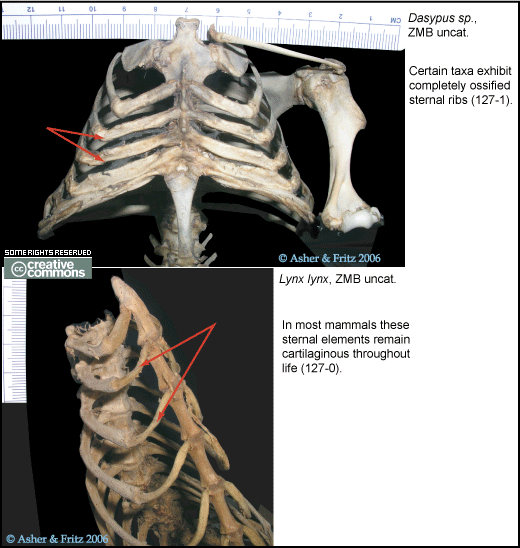 12 11 10 9 8 7 6 5 4 3 2 1 CM
Dasypus sp.,
ZMB uncat.
Certain taxa exhibit
completely ossified
sternal ribs (127-1).
© Asher & Fritz 2006
SOME RIGHTS RESERVED
cc creative
commons
Lynx lynx, ZMB uncat.
In most mammals these
sternal elements remain
cartilaginous throughout
life (127-0).
© Asher & Fritz 2006